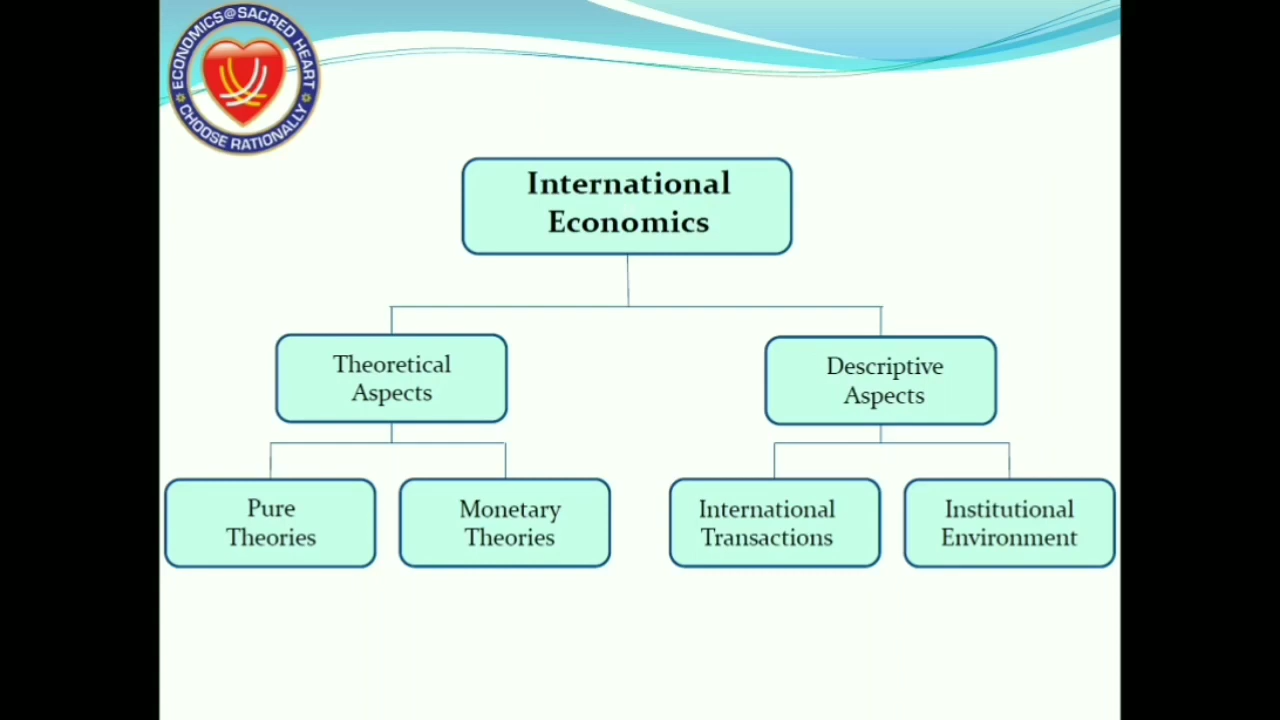 ECONOMICS@SACRED HEART
CHOOSE RATIONALLY
International
Economics
Theoretical
Aspects
Descriptive
Aspects
Pure
Theories
Monetary
Theories
International
Transactions
Institutional
Environment